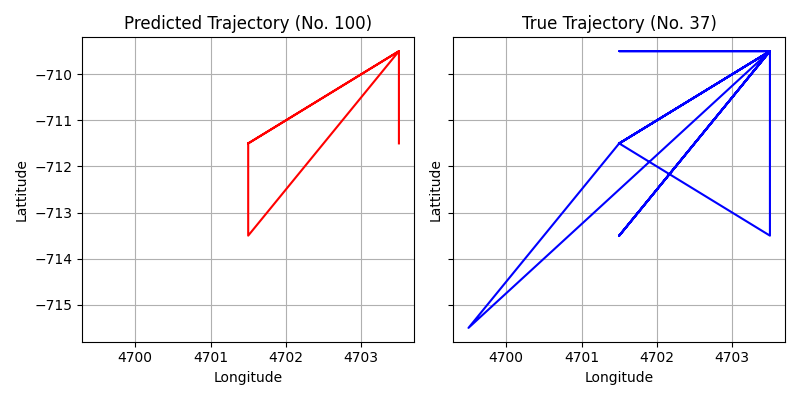 Predicted Trajectory (No. 100)
True Trajectory (No. 37)
Lattitude
−710
−711
−712
−713
−714
−715
4700
4701
4702
4703
Longitude
Lattitude
4700
4701
4702
4703
Longitude